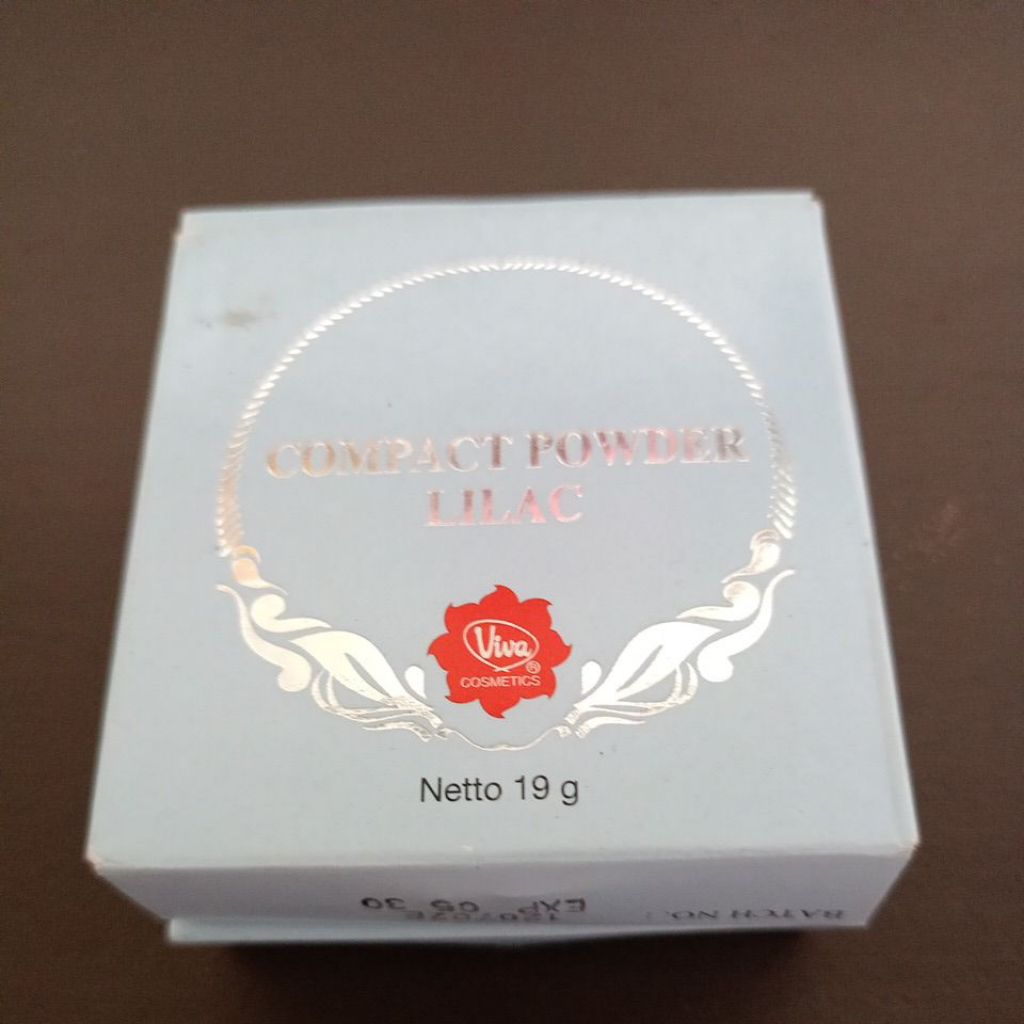 COMPACT POWDER
LILAC
Viva®
COSMETICS
Netto 19 g
BATCH NO. :
EXP 05 30